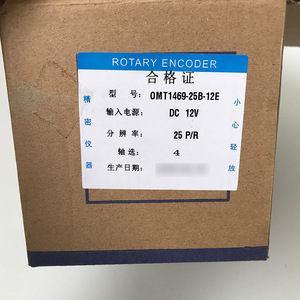 ROTARY ENCODER
合格证
型 号: OMT1469-25B-12E
输入电源: DC 12V
分 辨 率: 25 P/R
轴选: 4
生产日期:
精密仪器
小心轻放